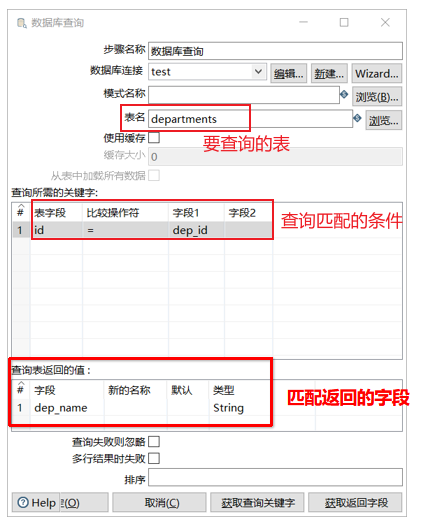 数据库查询
步骤名称 数据库查询
数据库连接 test 编辑... 新建... Wizard...
模式名称 浏览(B)...
表名 departments 浏览...
要查询的表
使用缓存
缓存大小 0
从表中加载所有数据
查询所需的关键字:
# 表字段 比较操作符 字段1 字段2
查询匹配的条件
1 id = dep_id
查询表返回的值 :
# 字段 新的名称 默认 类型
匹配返回的字段
1 dep_name String
查询失败则忽略
多行结果时失败
排序
Help (O) 取消(C) 获取查询关键字 获取返回字段